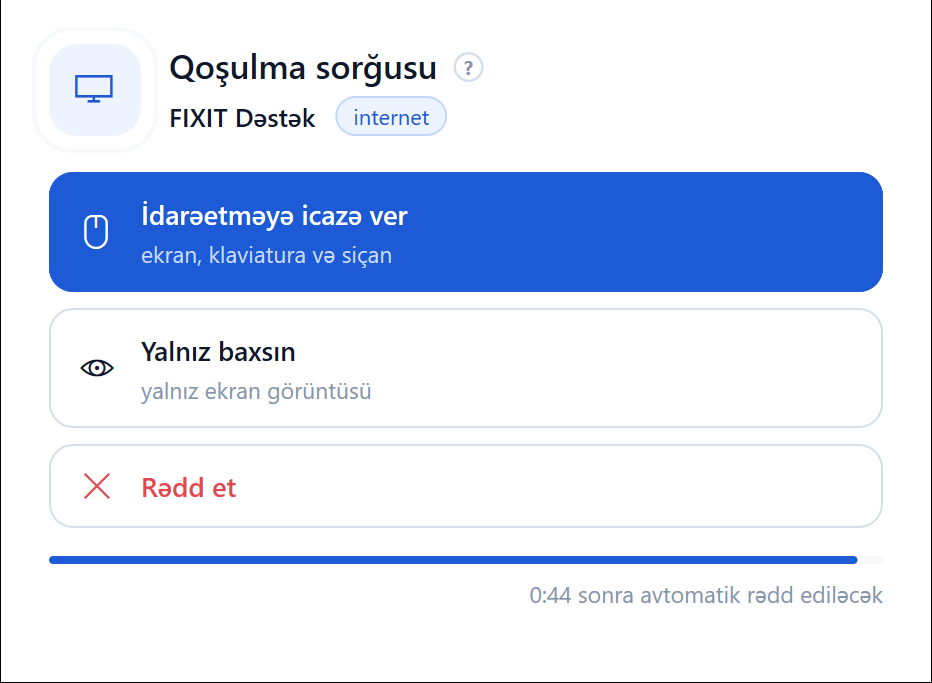 Qoşulma sorğusu ?
FIXIT Dəstək internet
İdarəetməyə icazə ver
ekran, klaviatura və siçan
Yalnız baxsın
yalnız ekran görüntüsü
Rədd et
0:44 sonra avtomatik rədd ediləcək